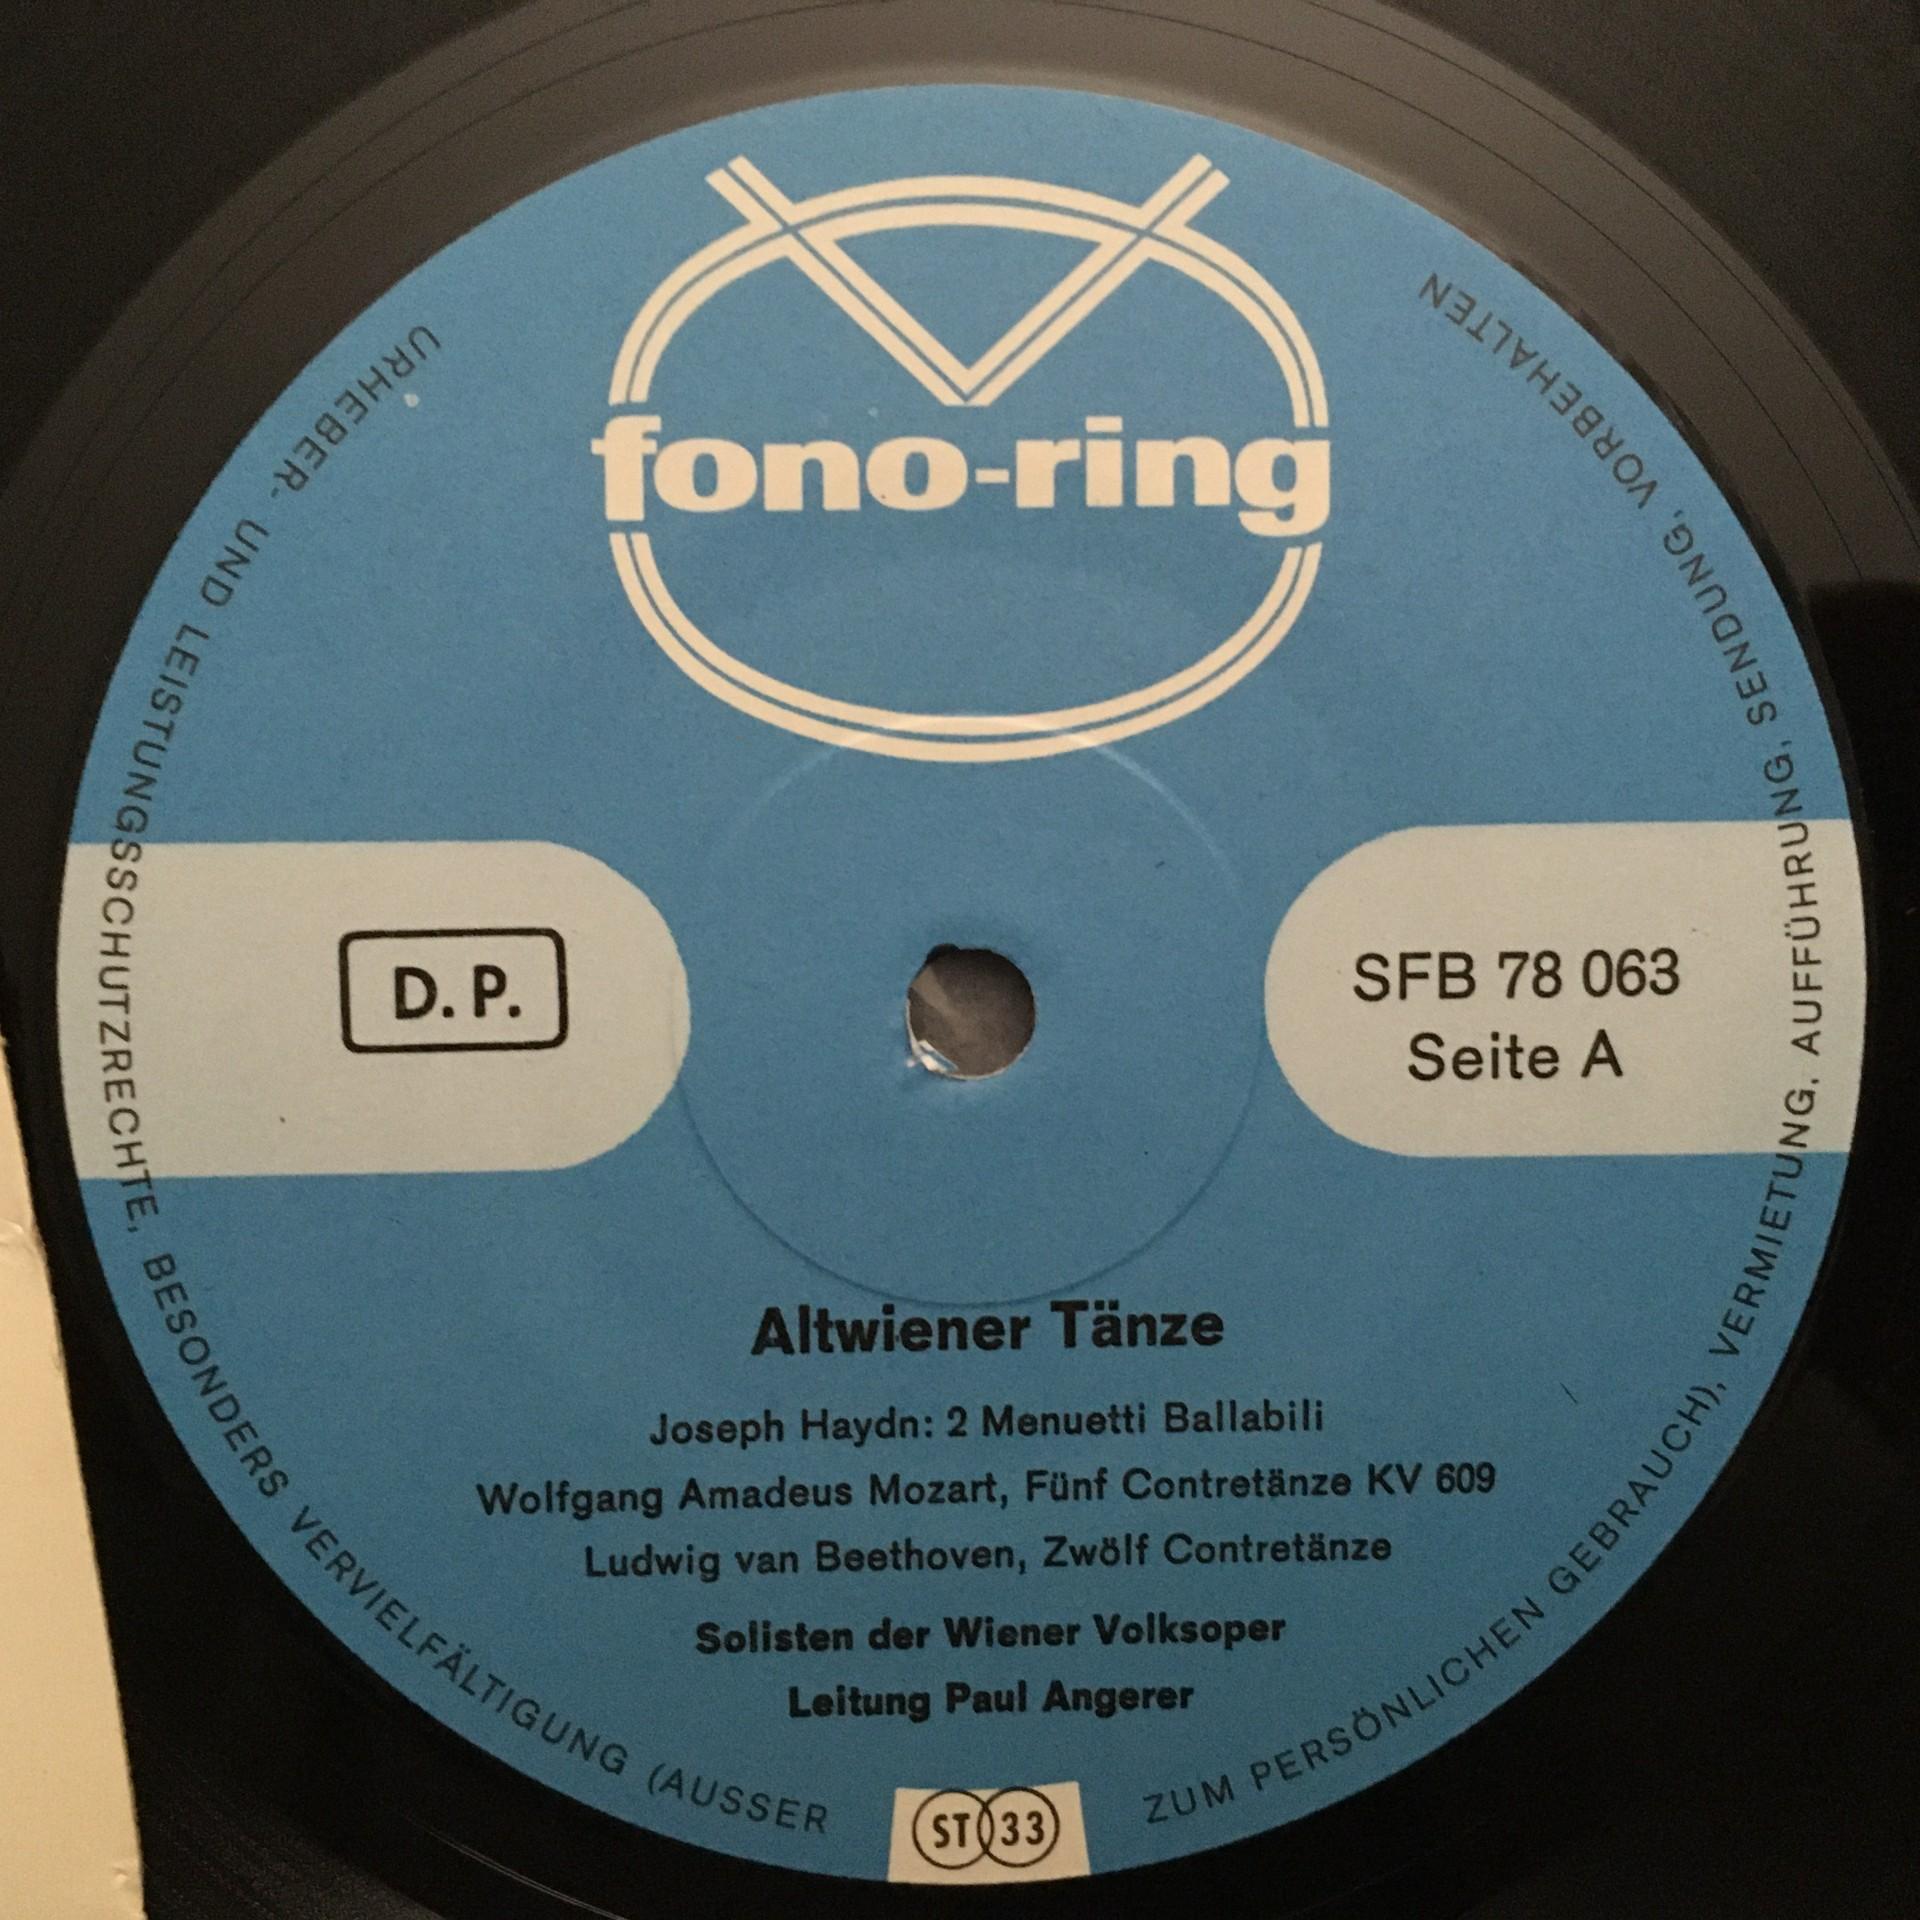 fono-ring
D. P.
SFB 78 063
Seite A
Altwiener Tänze
Joseph Haydn: 2 Menuetti Ballabili
Wolfgang Amadeus Mozart, Fünf Contretänze KV 609
Ludwig van Beethoven, Zwölf Contretänze
Solisten der Wiener Volksoper
Leitung Paul Angerer
ST 33
URHEBER- UND LEISTUNGSSCHUTZRECHTE, BESONDERS VERVIELFÄLTIGUNG (AUSSER ZUM PERSÖNLICHEN GEBRAUCH), VERMIETUNG, AUFFÜHRUNG, SENDUNG, VORBEHALTEN